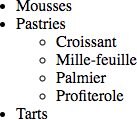 Mousses
Pastries
Croissant
Mille-feuille
Palmier
Profiterole
Tarts